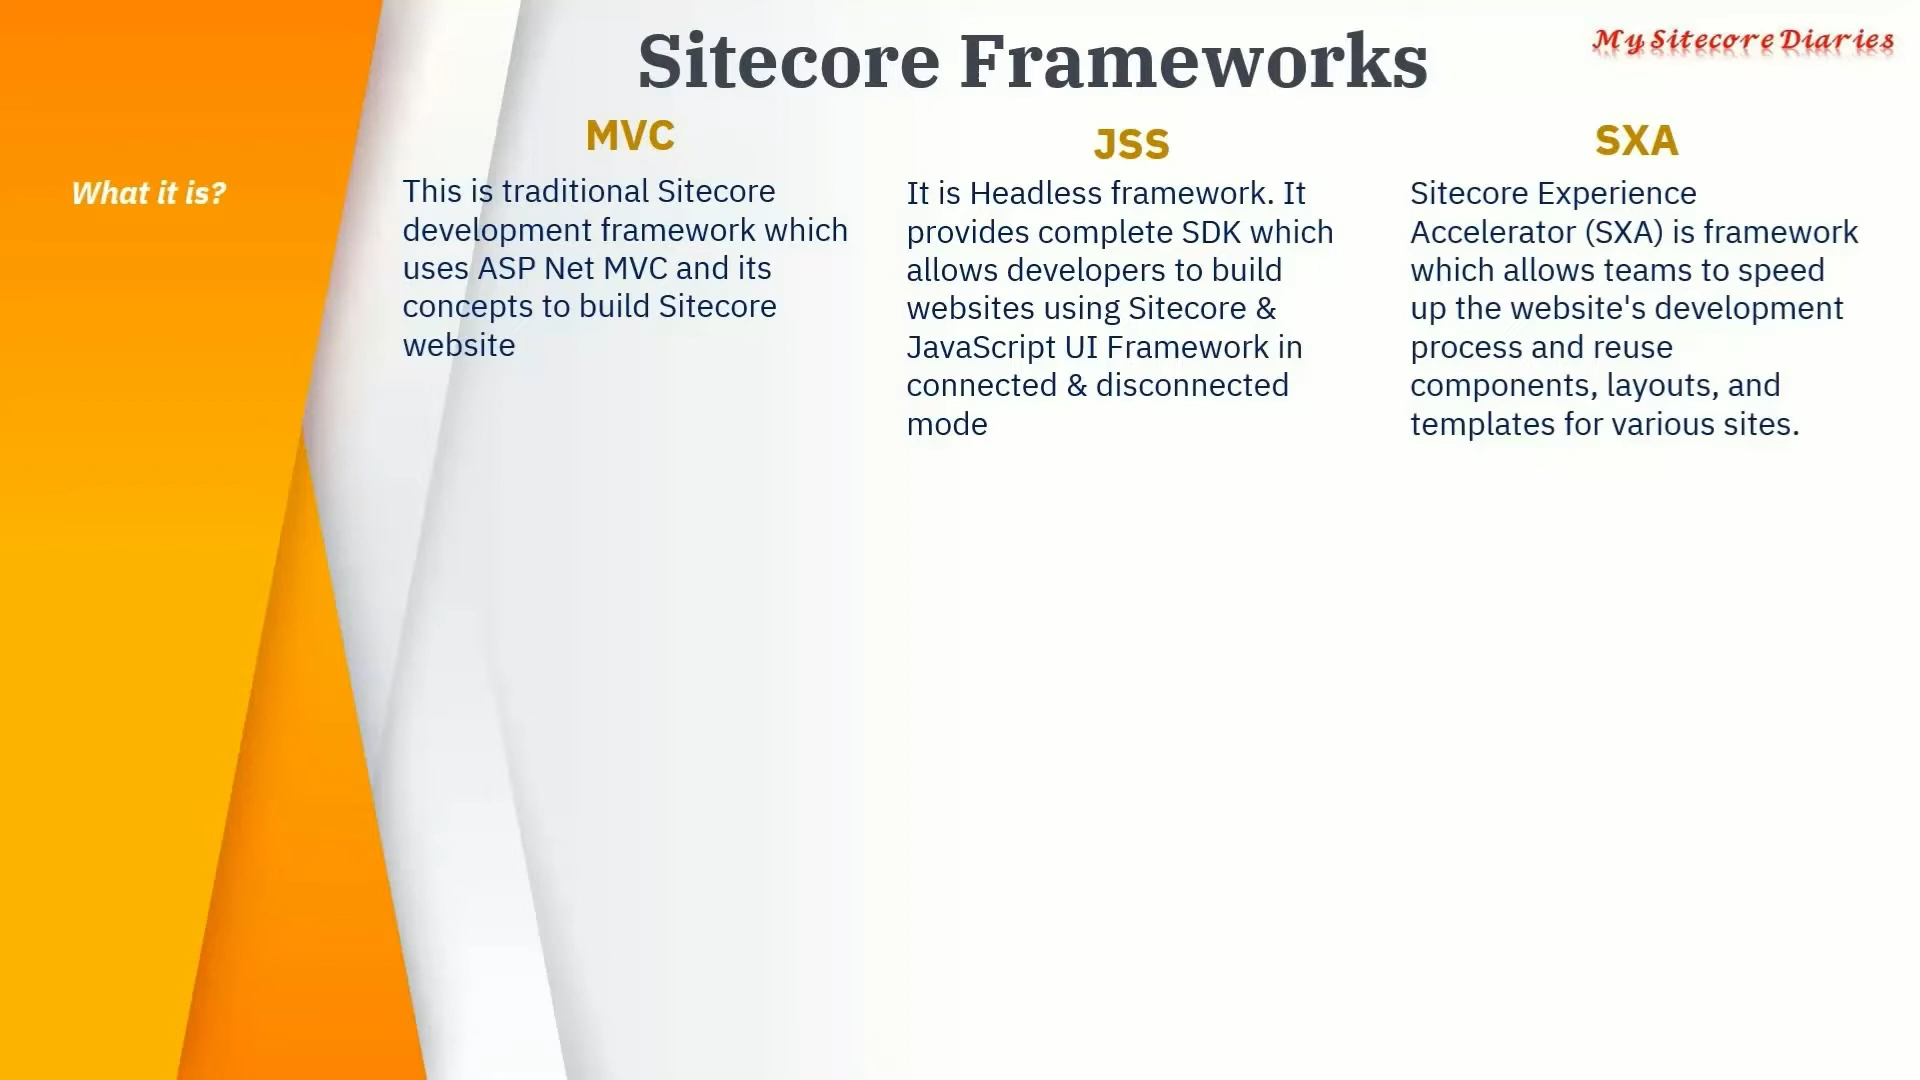 Sitecore Frameworks
My Sitecore Diaries
What it is?
MVC
This is traditional Sitecore
development framework which
uses ASP Net MVC and its
concepts to build Sitecore
website
JSS
It is Headless framework. It
provides complete SDK which
allows developers to build
websites using Sitecore &
JavaScript UI Framework in
connected & disconnected
mode
SXA
Sitecore Experience
Accelerator (SXA) is framework
which allows teams to speed
up the website's development
process and reuse
components, layouts, and
templates for various sites.